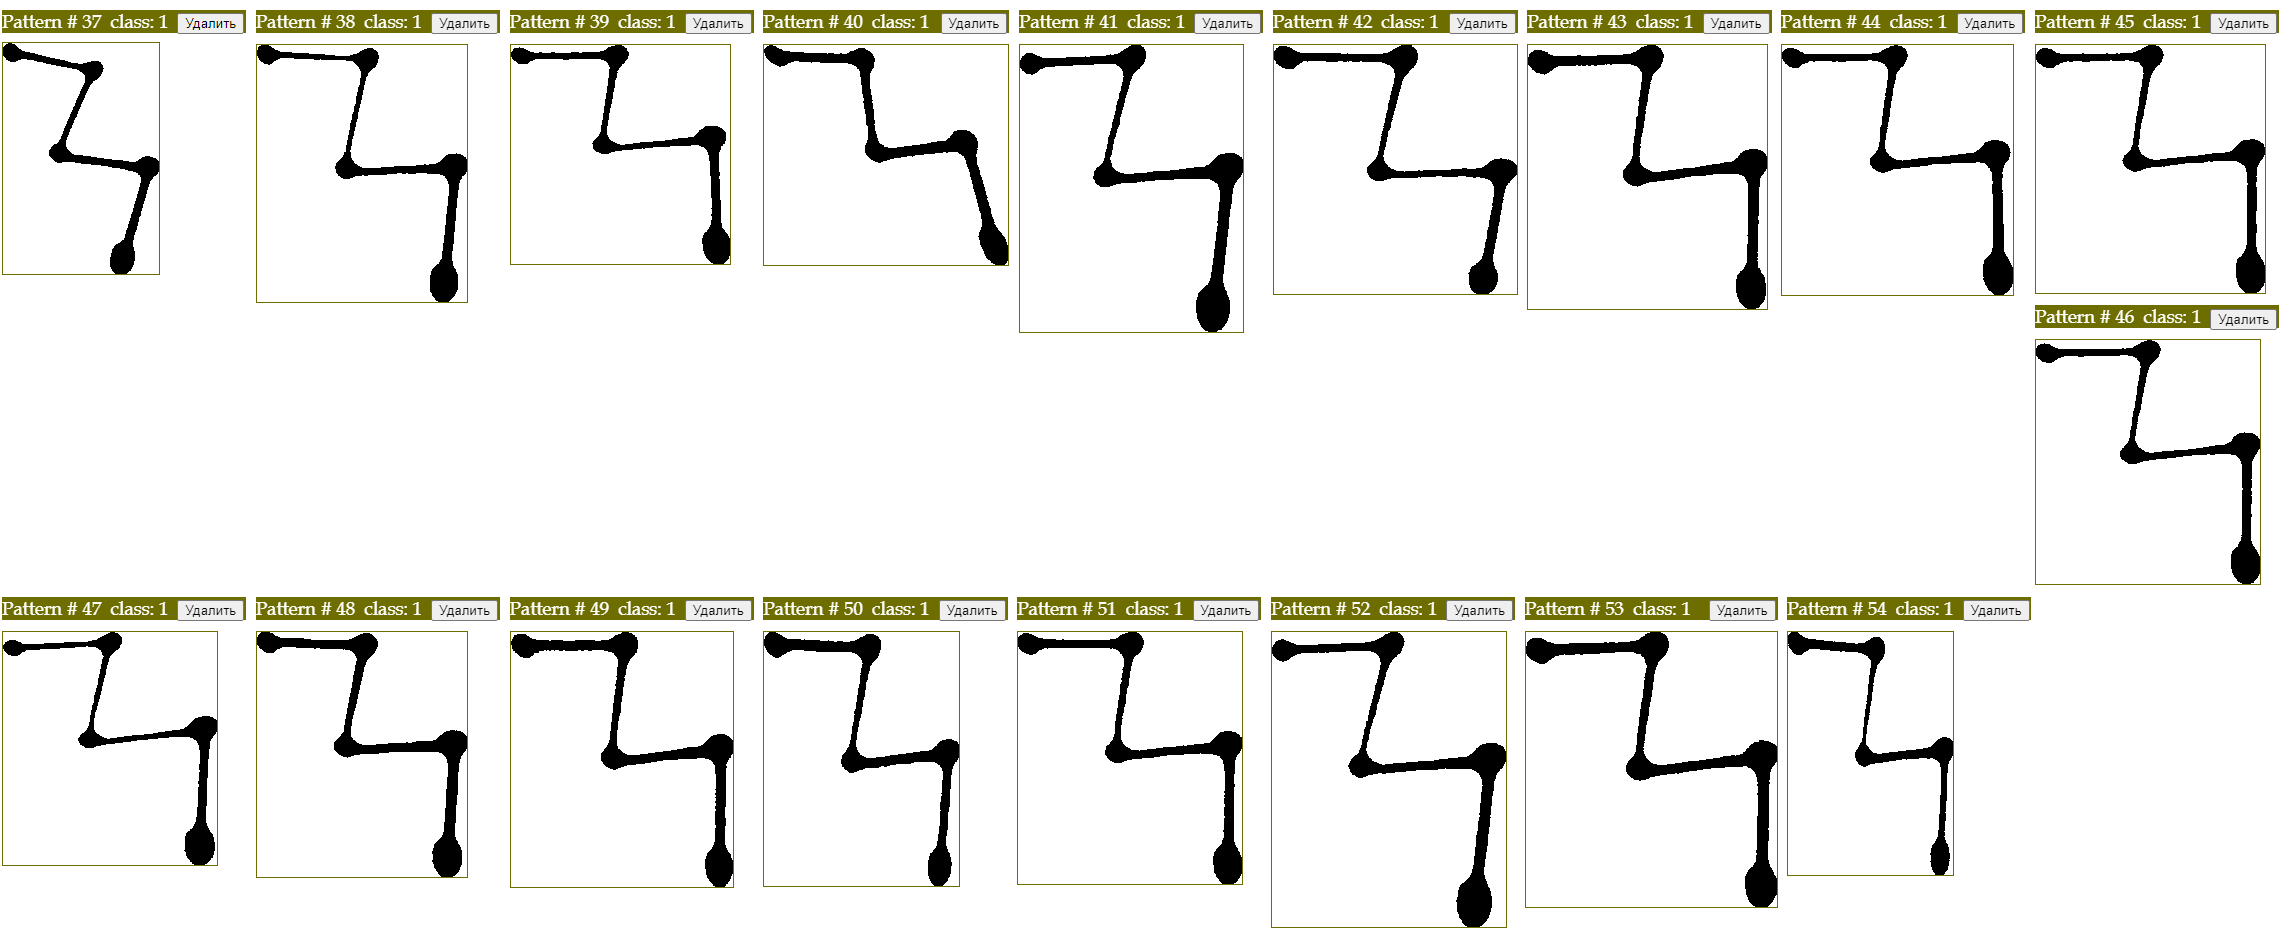 Pattern # 37 class: 1 Удалить
Pattern # 38 class: 1 Удалить
Pattern # 39 class: 1 Удалить
Pattern # 40 class: 1 Удалить
Pattern # 41 class: 1 Удалить
Pattern # 42 class: 1 Удалить
Pattern # 43 class: 1 Удалить
Pattern # 44 class: 1 Удалить
Pattern # 45 class: 1 Удалить
Pattern # 46 class: 1 Удалить
Pattern # 47 class: 1 Удалить
Pattern # 48 class: 1 Удалить
Pattern # 49 class: 1 Удалить
Pattern # 50 class: 1 Удалить
Pattern # 51 class: 1 Удалить
Pattern # 52 class: 1 Удалить
Pattern # 53 class: 1 Удалить
Pattern # 54 class: 1 Удалить